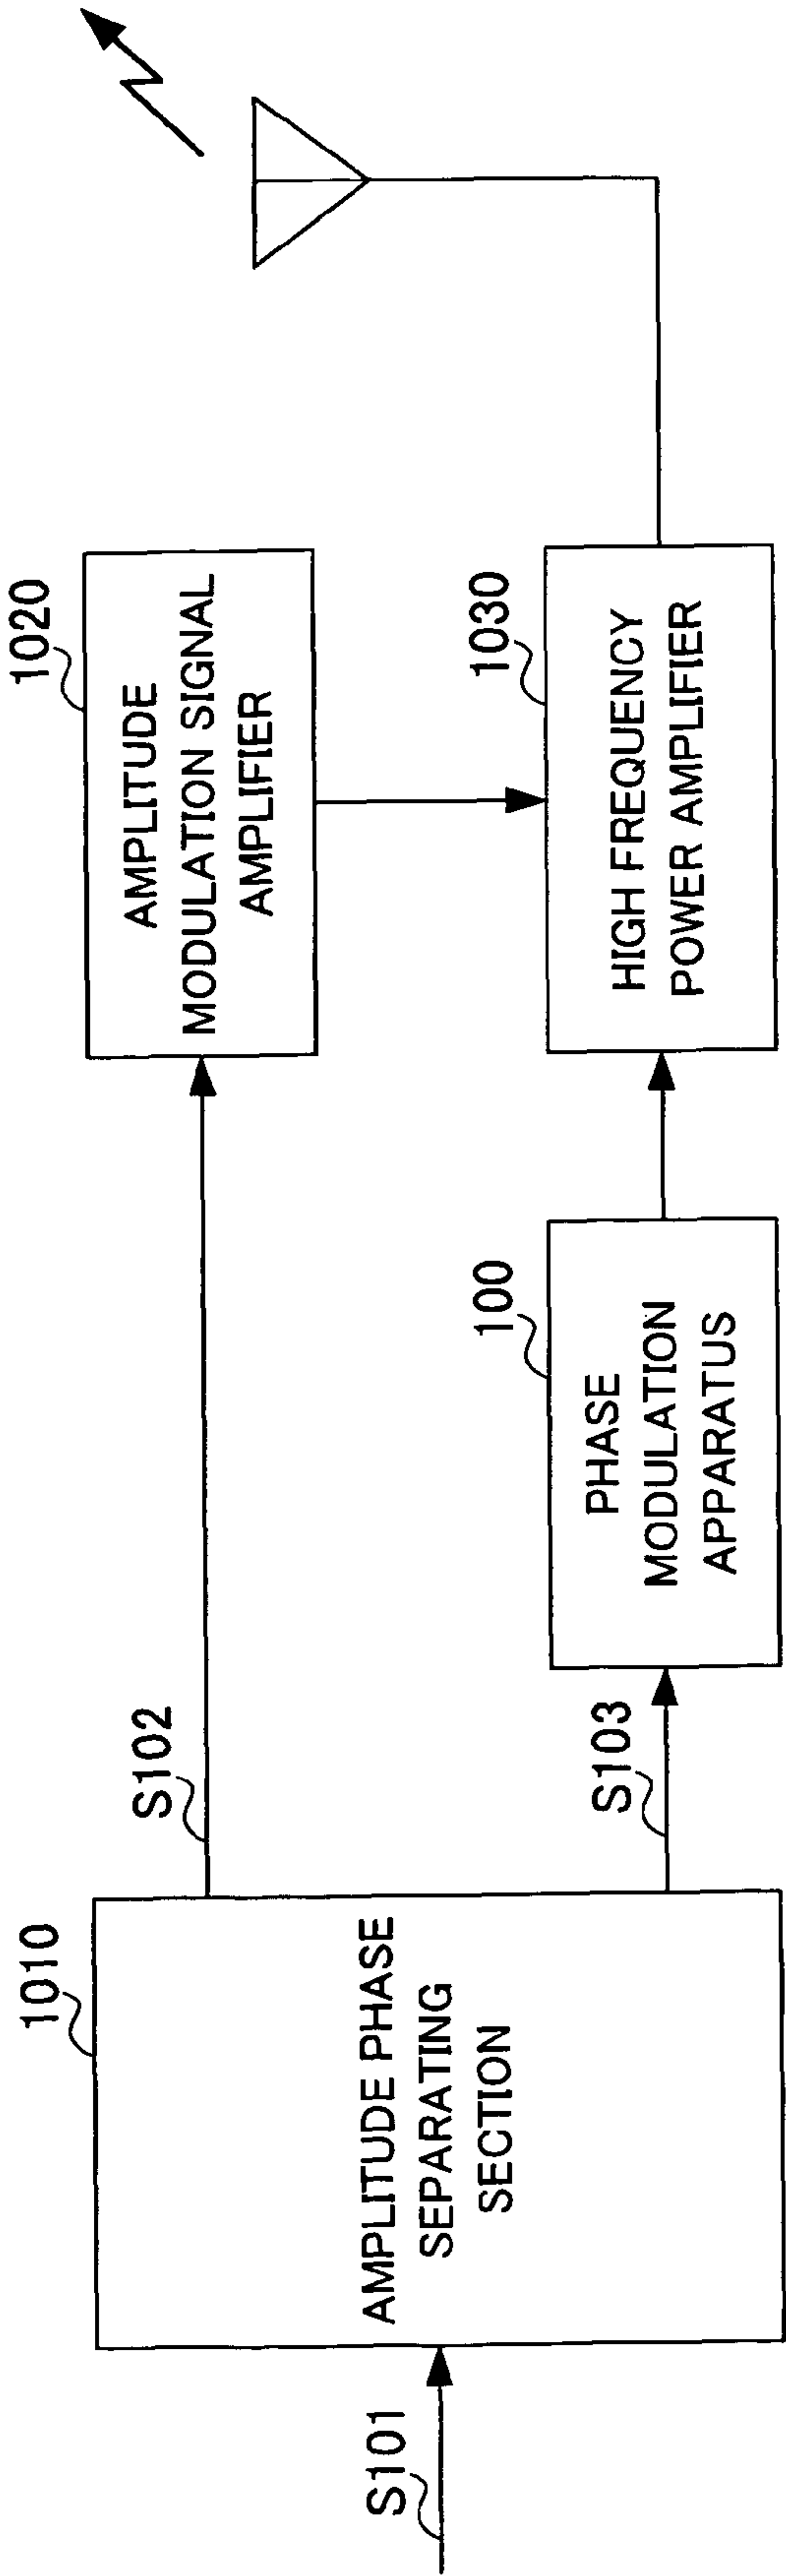 S101
1010
AMPLITUDE PHASE
SEPARATING
SECTION
S102
S103
100
PHASE
MODULATION
APPARATUS
1020
AMPLITUDE
MODULATION SIGNAL
AMPLIFIER
1030
HIGH FREQUENCY
POWER AMPLIFIER